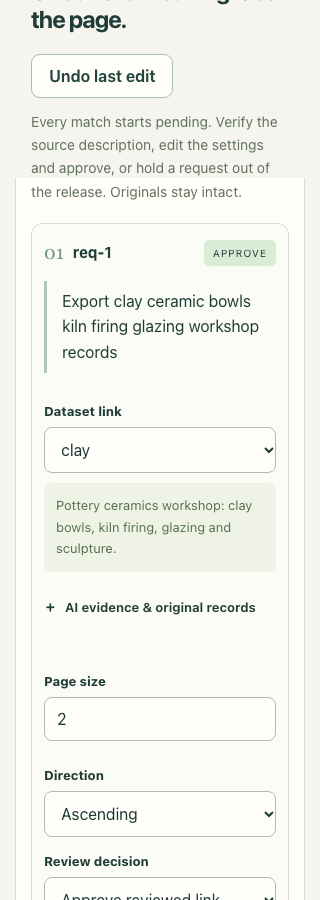 the page.
Undo last edit
Every match starts pending. Verify the
source description, edit the settings
and approve, or hold a request out of
the release. Originals stay intact.
01 req-1
APPROVE
Export clay ceramic bowls
kiln firing glazing workshop
records
Dataset link
clay
Pottery ceramics workshop: clay
bowls, kiln firing, glazing and
sculpture.
+ AI evidence & original records
Page size
2
Direction
Ascending
Review decision
Approve reviewed link